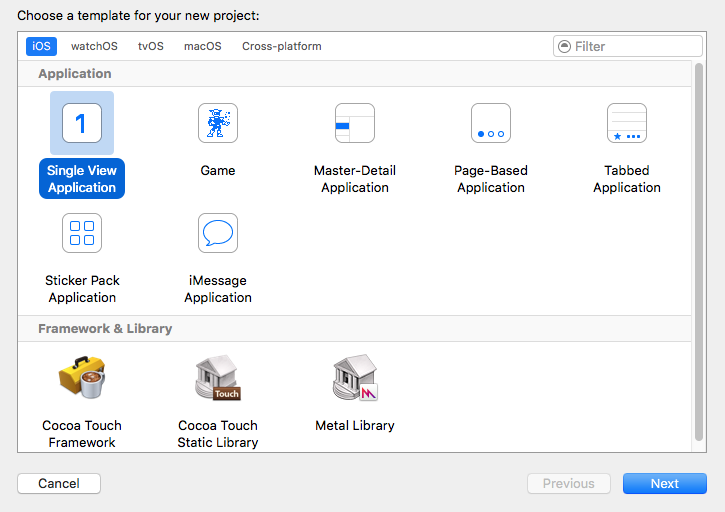 Choose a template for your new project:
iOS watchOS tvOS macOS Cross-platform Filter
Application
1
Single View Application
Game
Master-Detail Application
Page-Based Application
Tabbed Application
Sticker Pack Application
iMessage Application
Framework & Library
Touch
Cocoa Touch Framework
Cocoa Touch Static Library
Metal Library
Cancel Previous Next